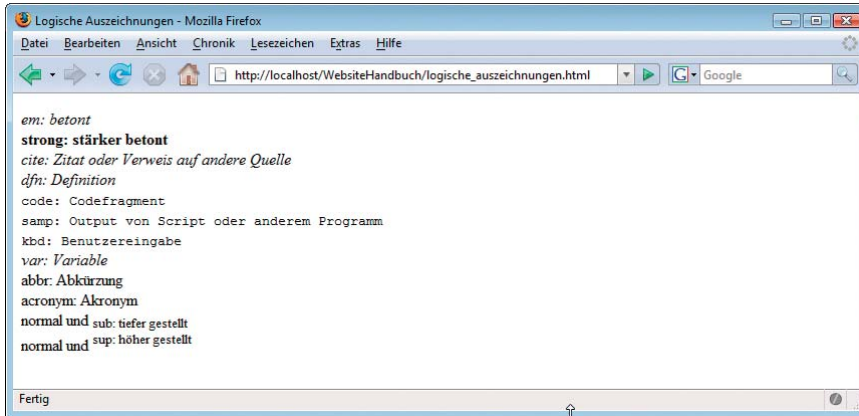 Logische Auszeichnungen - Mozilla Firefox
Datei Bearbeiten Ansicht Chronik Lesezeichen Extras Hilfe
http://localhost/WebsiteHandbuch/logische_auszeichnungen.html G Google
em: betont
strong: stärker betont
cite: Zitat oder Verweis auf andere Quelle
dfn: Definition
code: Codefragment
samp: Output von Script oder anderem Programm
kbd: Benutzereingabe
var: Variable
abbr: Abkürzung
acronym: Akronym
normal und sub: tiefer gestellt
normal und sup: höher gestellt
Fertig